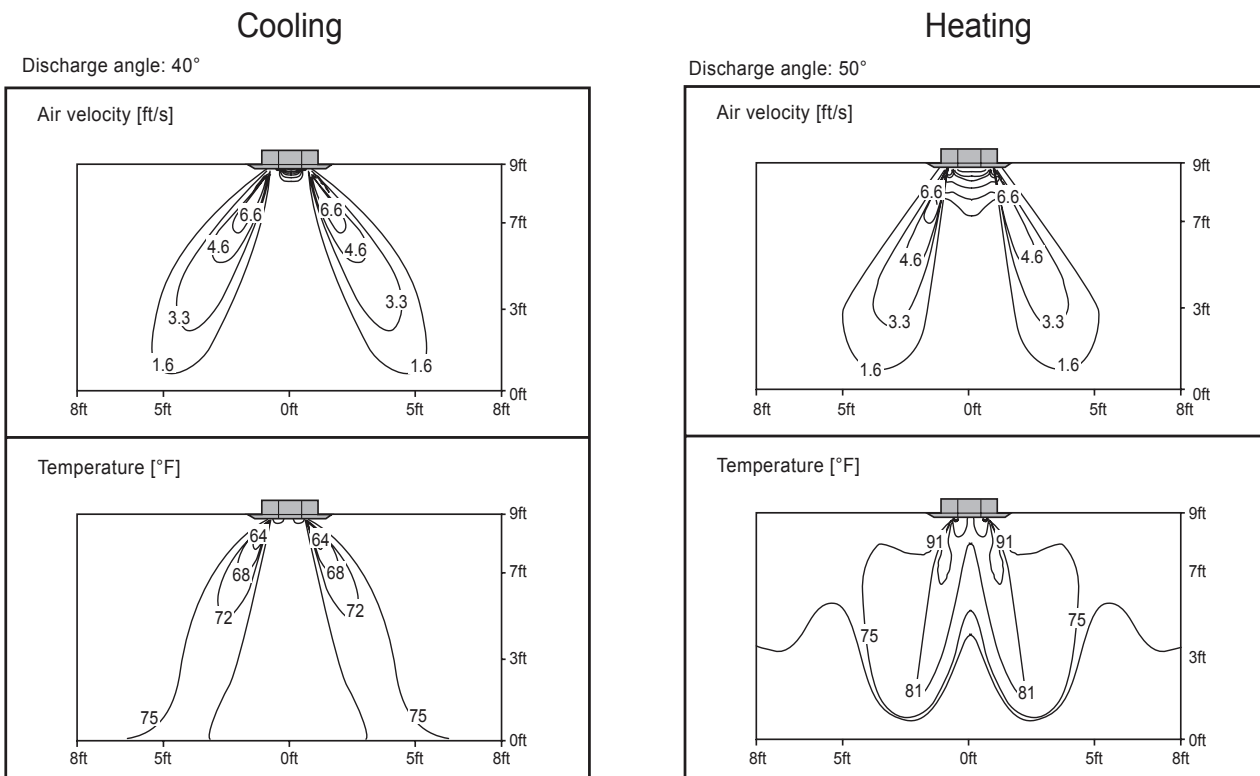 Cooling
Discharge angle: 40°
Air velocity [ft/s]
9ft
6.6 6.6
7ft
4.6 4.6
3.3
3ft
3.3
1.6 1.6
0ft
8ft 5ft 0ft 5ft 8ft
Temperature [°F]
9ft
64 64
68 68
7ft
72 72
3ft
75 75
0ft
8ft 5ft 0ft 5ft 8ft
Heating
Discharge angle: 50°
Air velocity [ft/s]
9ft
6.6 6.6
7ft
4.6 4.6
3ft
3.3 3.3
1.6 1.6
0ft
8ft 5ft 0ft 5ft 8ft
Temperature [°F]
9ft
91 91
7ft
75 75
3ft
81 81
0ft
8ft 5ft 0ft 5ft 8ft